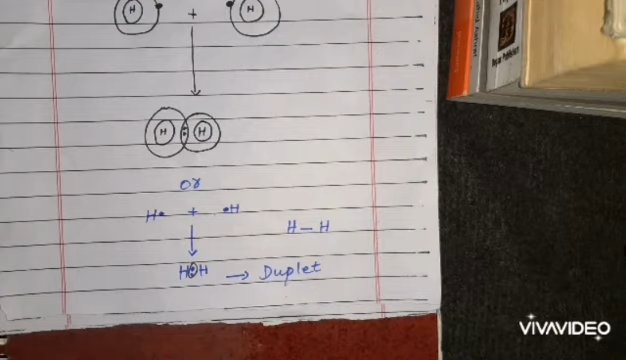 H + H
H H
or
H• + •H
H—H
H:H → Duplet
VIVAVIDEO